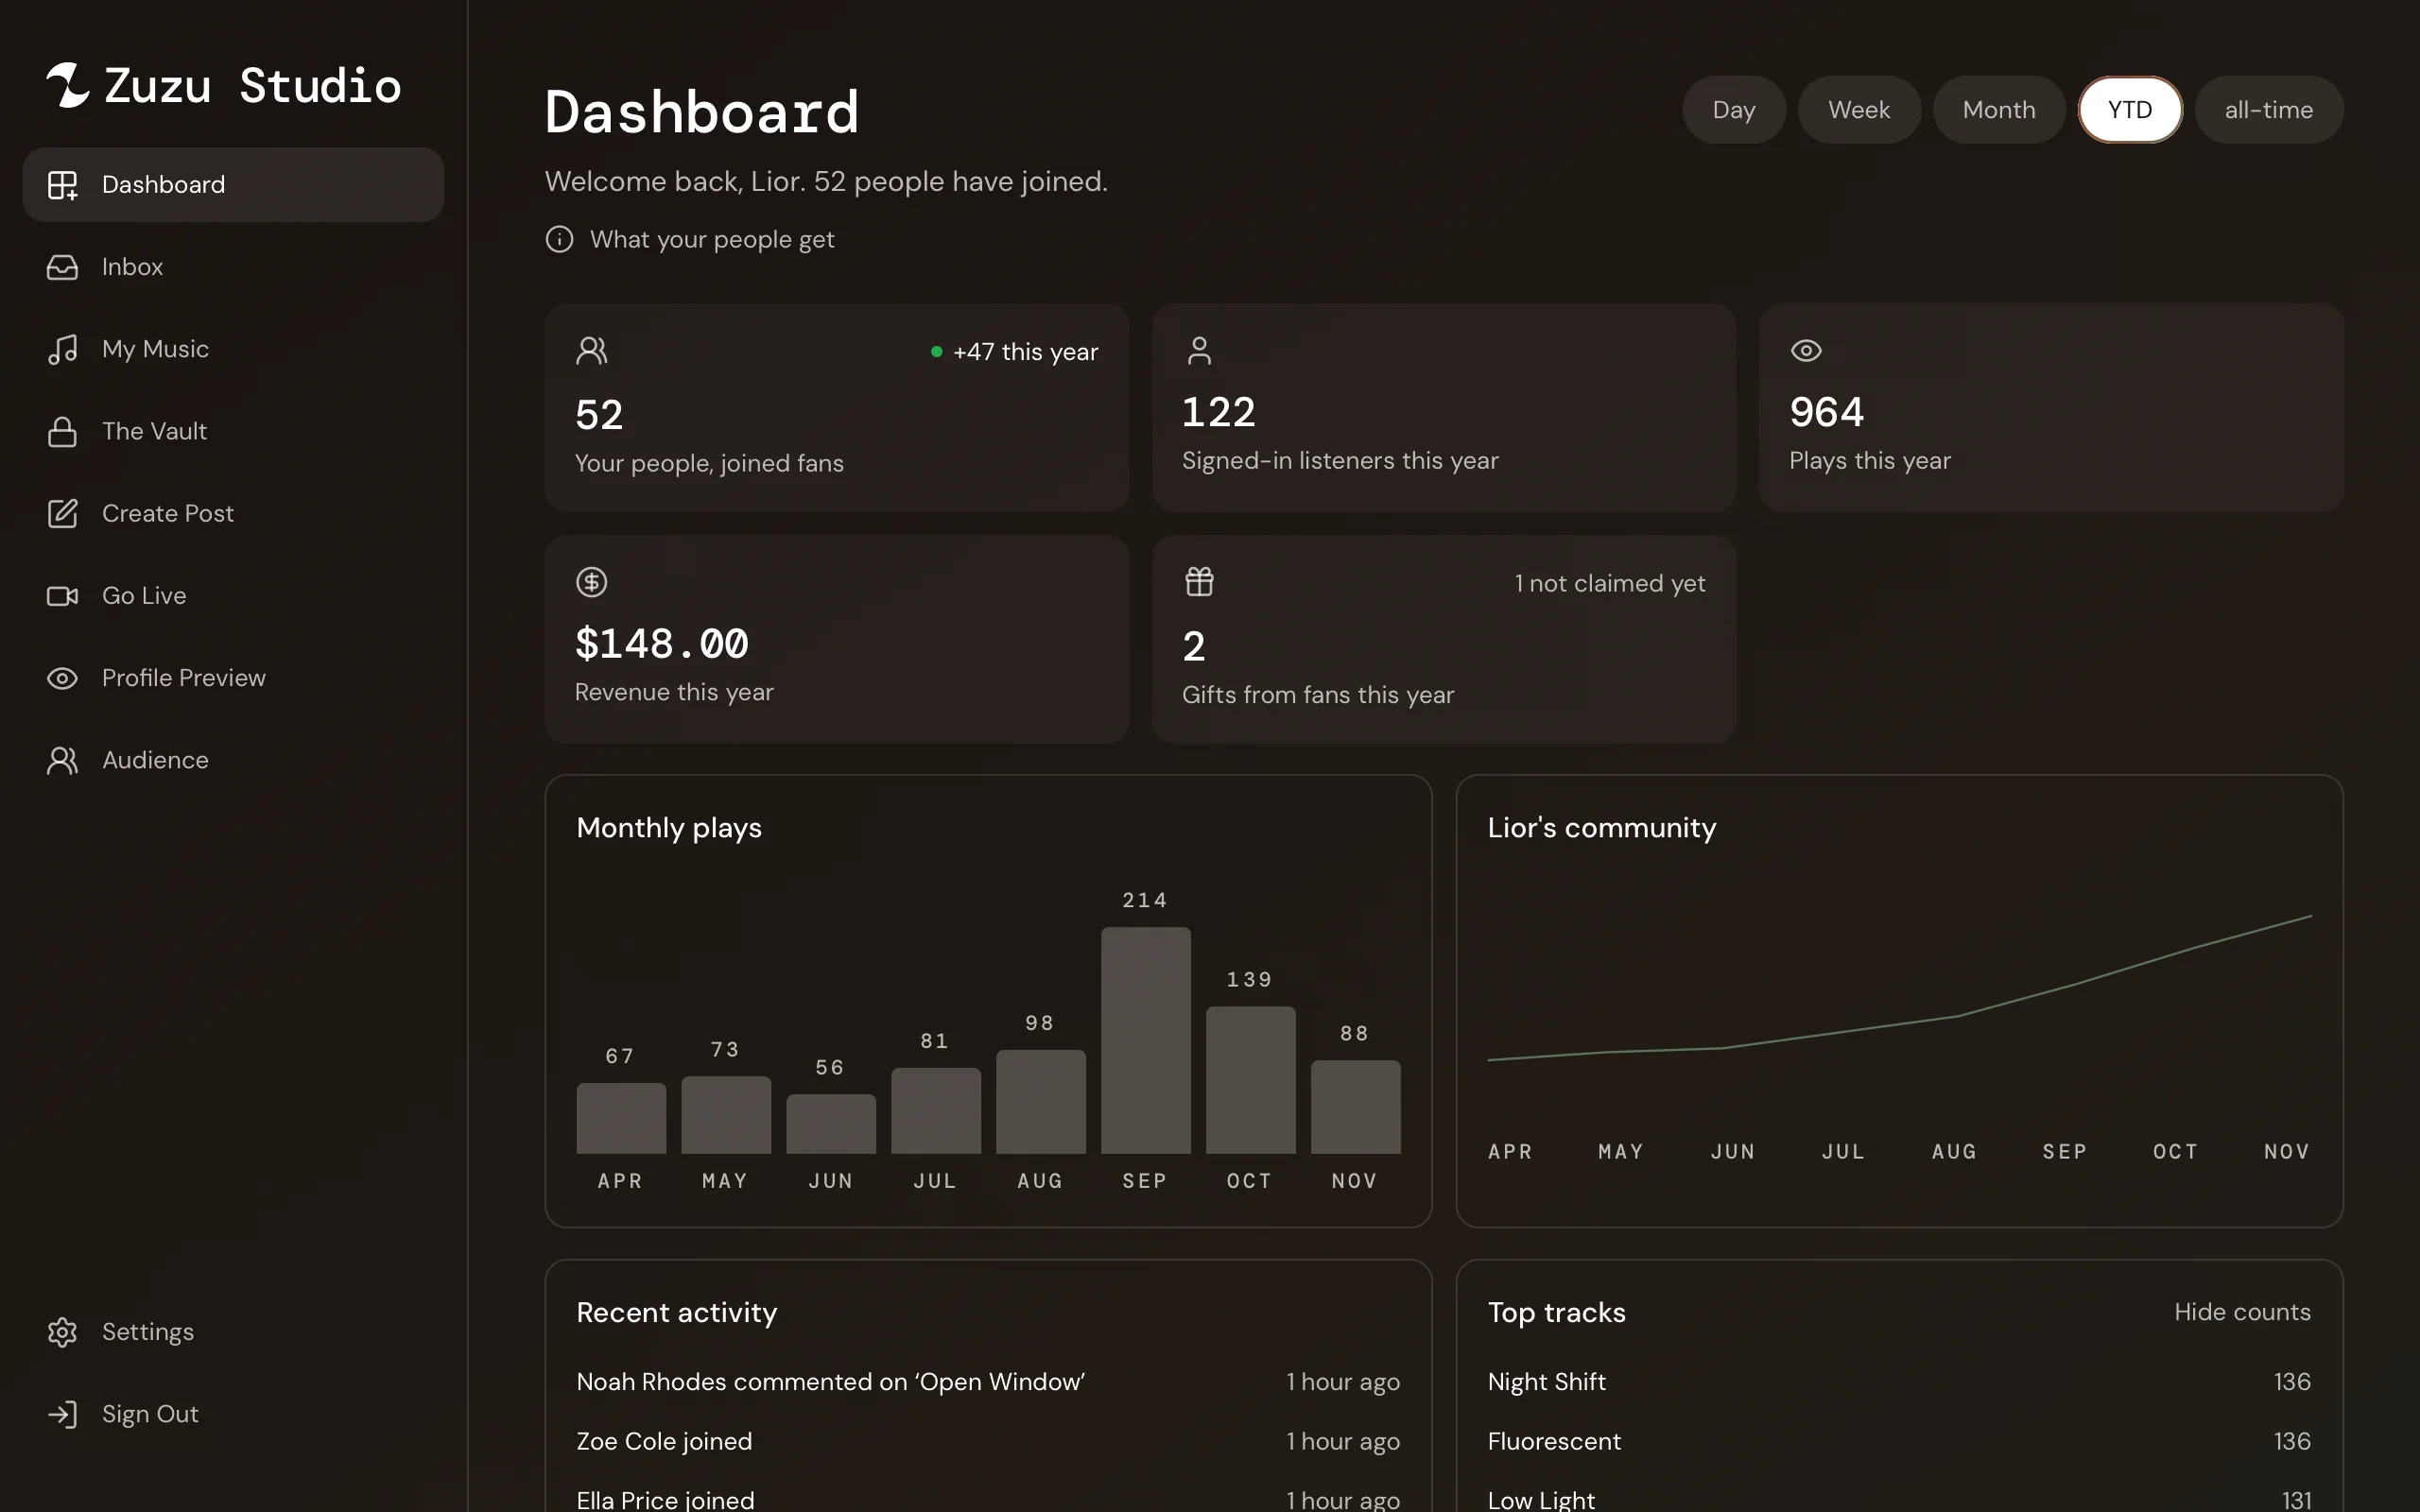 Zuzu Studio
Dashboard
Inbox
My Music
The Vault
Create Post
Go Live
Profile Preview
Audience
Settings
Sign Out
Dashboard
Welcome back, Lior. 52 people have joined.
What your people get
Day Week Month YTD all-time
+47 this year
52
Your people, joined fans
122
Signed-in listeners this year
964
Plays this year
$148.00
Revenue this year
1 not claimed yet
2
Gifts from fans this year
Monthly plays
67 73 56 81 98 214 139 88
APR MAY JUN JUL AUG SEP OCT NOV
Lior's community
APR MAY JUN JUL AUG SEP OCT NOV
Recent activity
Noah Rhodes commented on ‘Open Window’ 1 hour ago
Zoe Cole joined 1 hour ago
Ella Price joined 1 hour ago
Top tracks Hide counts
Night Shift 136
Fluorescent 136
Low Light 131